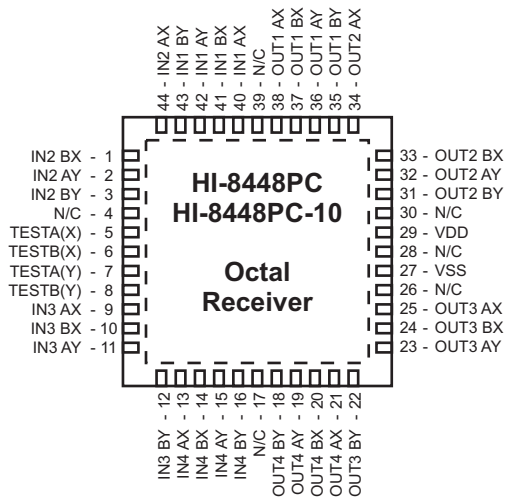 44 - IN2 AX
43 - IN1 BY
42 - IN1 AY
41 - IN1 BX
40 - IN1 AX
39 - N/C
38 - OUT1 AX
37 - OUT1 BX
36 - OUT1 AY
35 - OUT1 BY
34 - OUT2 AX
IN2 BX - 1
IN2 AY - 2
IN2 BY - 3
N/C - 4
TESTA(X) - 5
TESTB(X) - 6
TESTA(Y) - 7
TESTB(Y) - 8
IN3 AX - 9
IN3 BX - 10
IN3 AY - 11
HI-8448PC
HI-8448PC-10
Octal
Receiver
33 - OUT2 BX
32 - OUT2 AY
31 - OUT2 BY
30 - N/C
29 - VDD
28 - N/C
27 - VSS
26 - N/C
25 - OUT3 AX
24 - OUT3 BX
23 - OUT3 AY
IN3 BY - 12
IN4 AX - 13
IN4 BX - 14
IN4 AY - 15
IN4 BY - 16
N/C - 17
OUT4 BY - 18
OUT4 AY - 19
OUT4 BX - 20
OUT4 AX - 21
OUT3 BY - 22